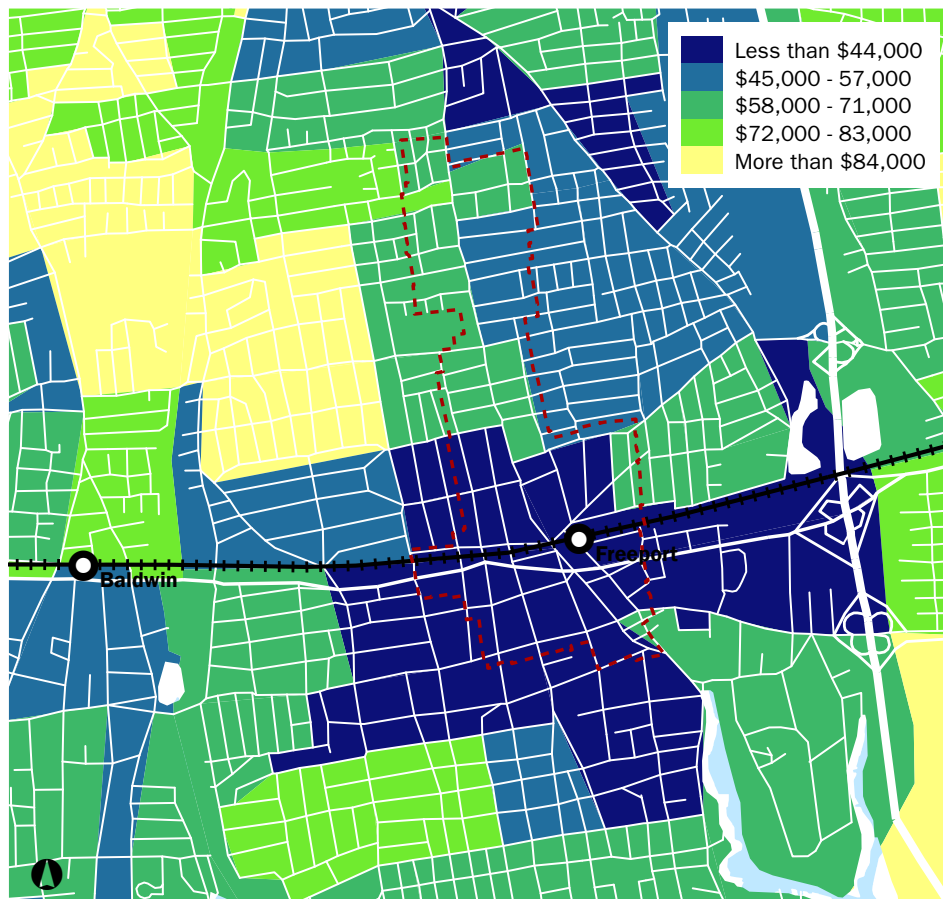 Less than $44,000
$45,000 - 57,000
$58,000 - 71,000
$72,000 - 83,000
More than $84,000
Freeport
Baldwin